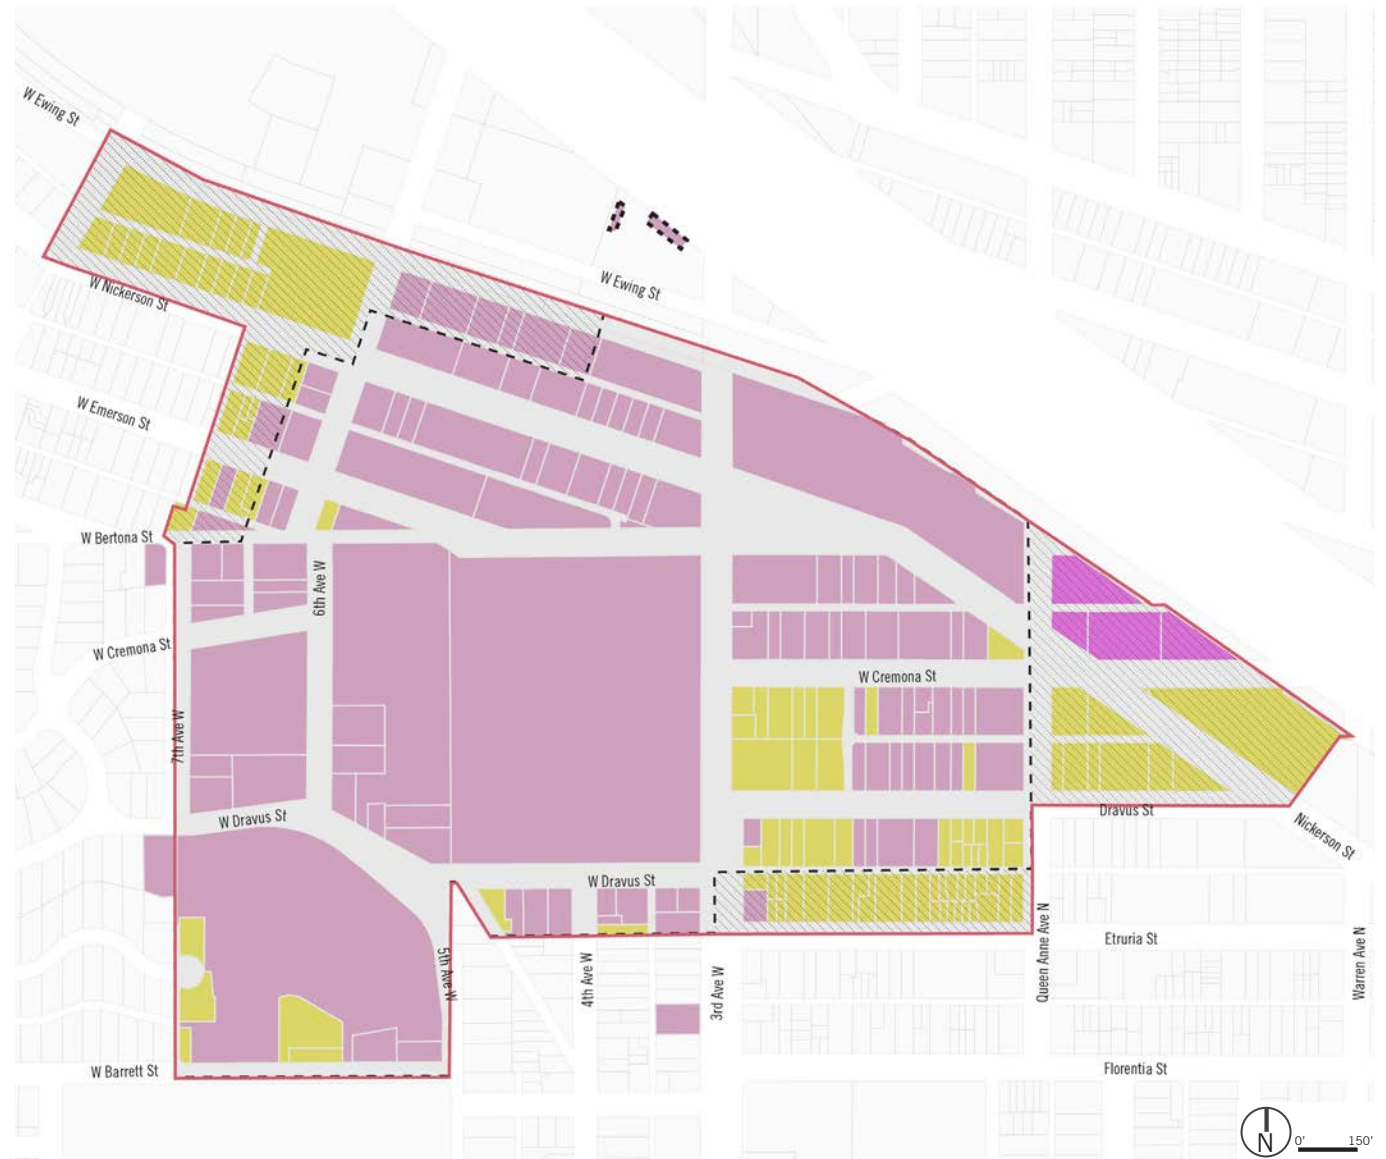 W Ewing St
W Ewing St
W Nickerson St
W Emerson St
W Bertona St
6th Ave W
W Cremona St
W Cremona St
7th Ave W
W Dravus St
Dravus St
Nickerson St
W Dravus St
Queen Anne Ave N
Etruria St
5th Ave W
4th Ave W
3rd Ave W
Warren Ave N
W Barrett St
Florentia St
N
0' 150'